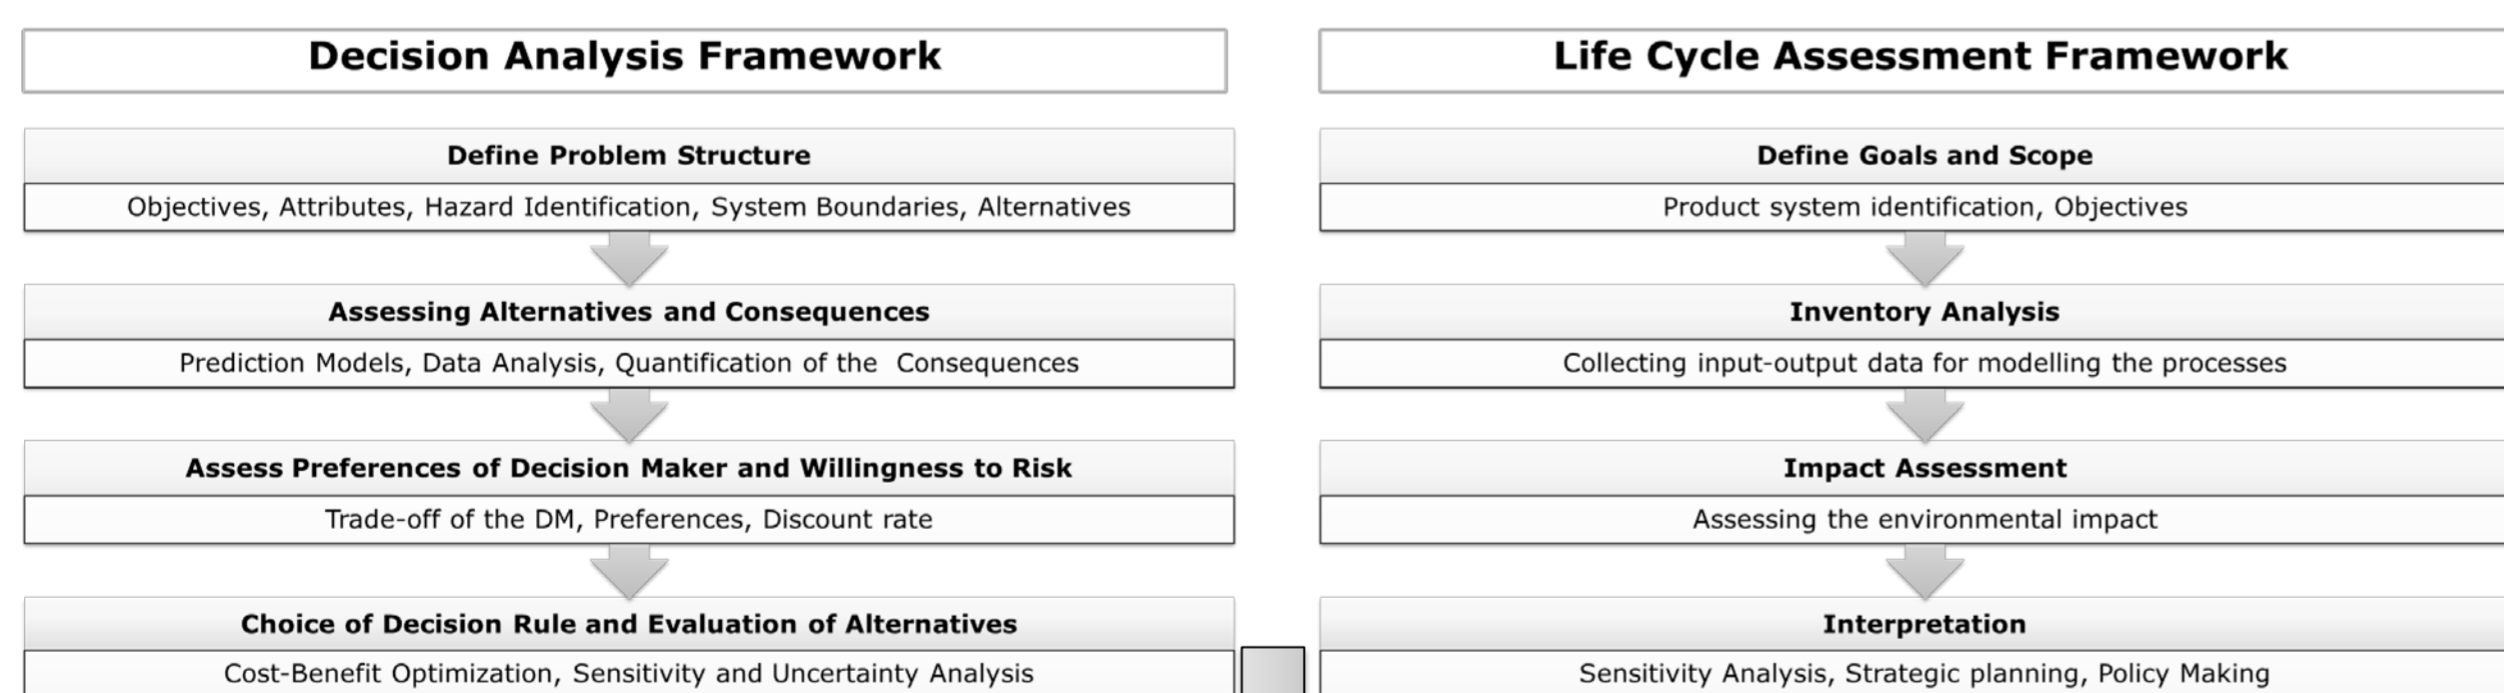 Decision Analysis Framework
Define Problem Structure
Objectives, Attributes, Hazard Identification, System Boundaries, Alternatives
Assessing Alternatives and Consequences
Prediction Models, Data Analysis, Quantification of the  Consequences
Assess Preferences of Decision Maker and Willingness to Risk
Trade-off of the DM, Preferences, Discount rate
Choice of Decision Rule and Evaluation of Alternatives
Cost-Benefit Optimization, Sensitivity and Uncertainty Analysis
Life Cycle Assessment Framework
Define Goals and Scope
Product system identification, Objectives
Inventory Analysis
Collecting input-output data for modelling the processes
Impact Assessment
Assessing the environmental impact
Interpretation
Sensitivity Analysis, Strategic planning, Policy Making